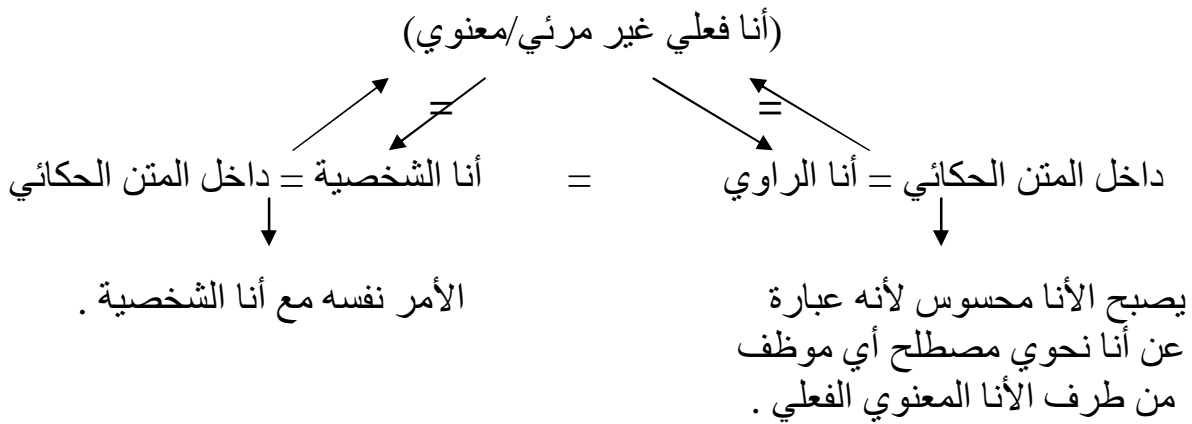 (أنا فعلي غير مرئي/معنوي)
= =
داخل المتن الحكائي = أنا الراوي = أنا الشخصية = داخل المتن الحكائي
يصبح الأنا محسوس لأنه عبارة
عن أنا نحوي مصطلح أي موظف
من طرف الأنا المعنوي الفعلي .
الأمر نفسه مع أنا الشخصية .